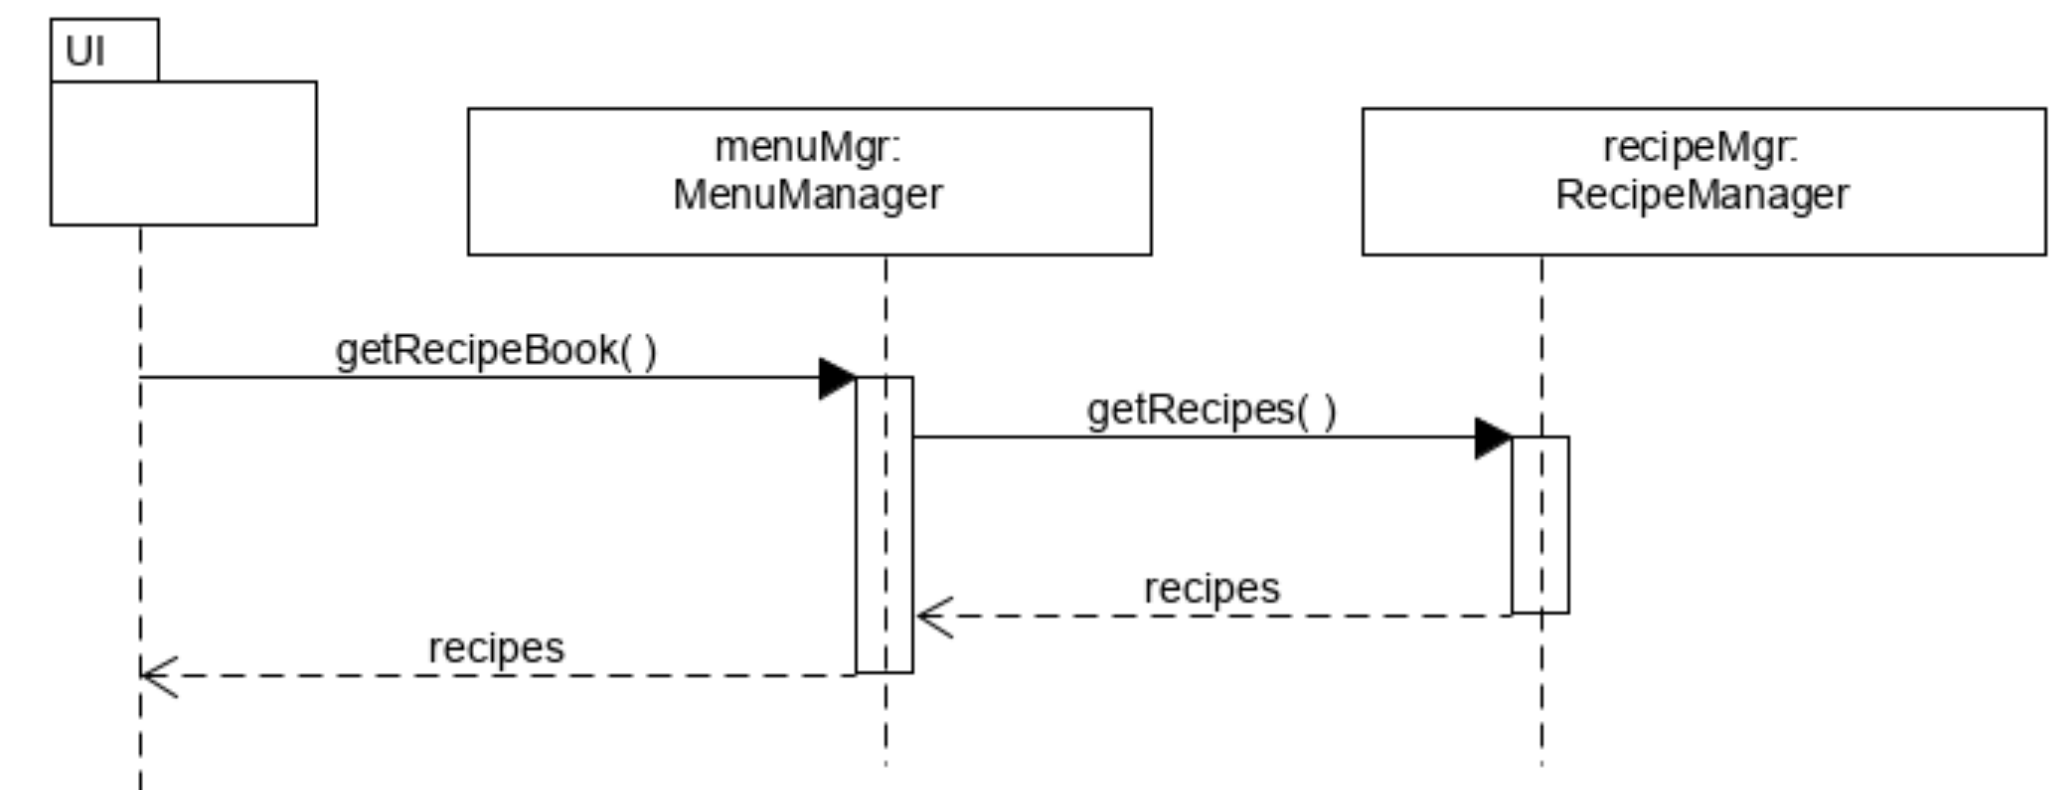 UI
menuMgr:
MenuManager
recipeMgr:
RecipeManager
getRecipeBook( )
getRecipes( )
recipes
recipes